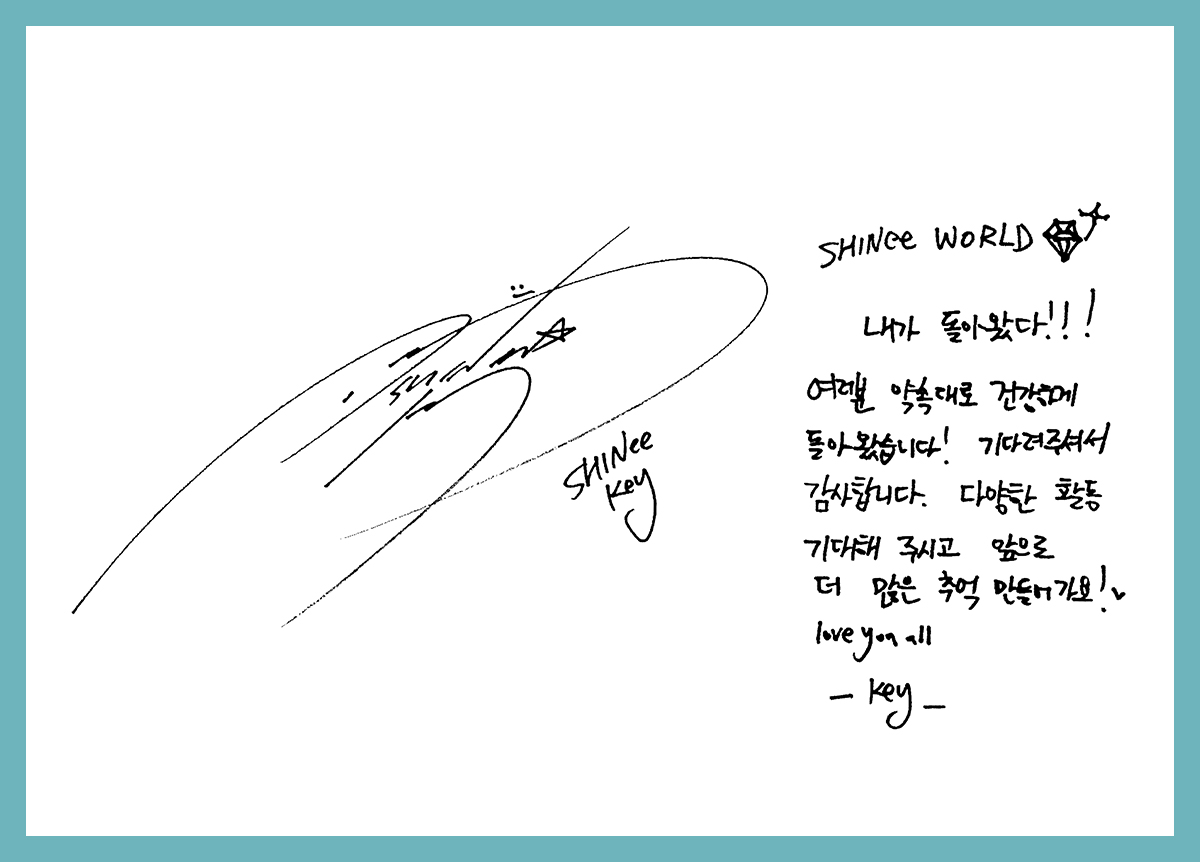 SHINee
Key
SHINee WORLD
내가 돌아왔다!!!
여러분 약속대로 건강하게
돌아왔습니다! 기다려주셔서
감사합니다. 다양한 활동
기대해 주시고 앞으로
더 많은 추억 만들어가요!
love you all
- Key -